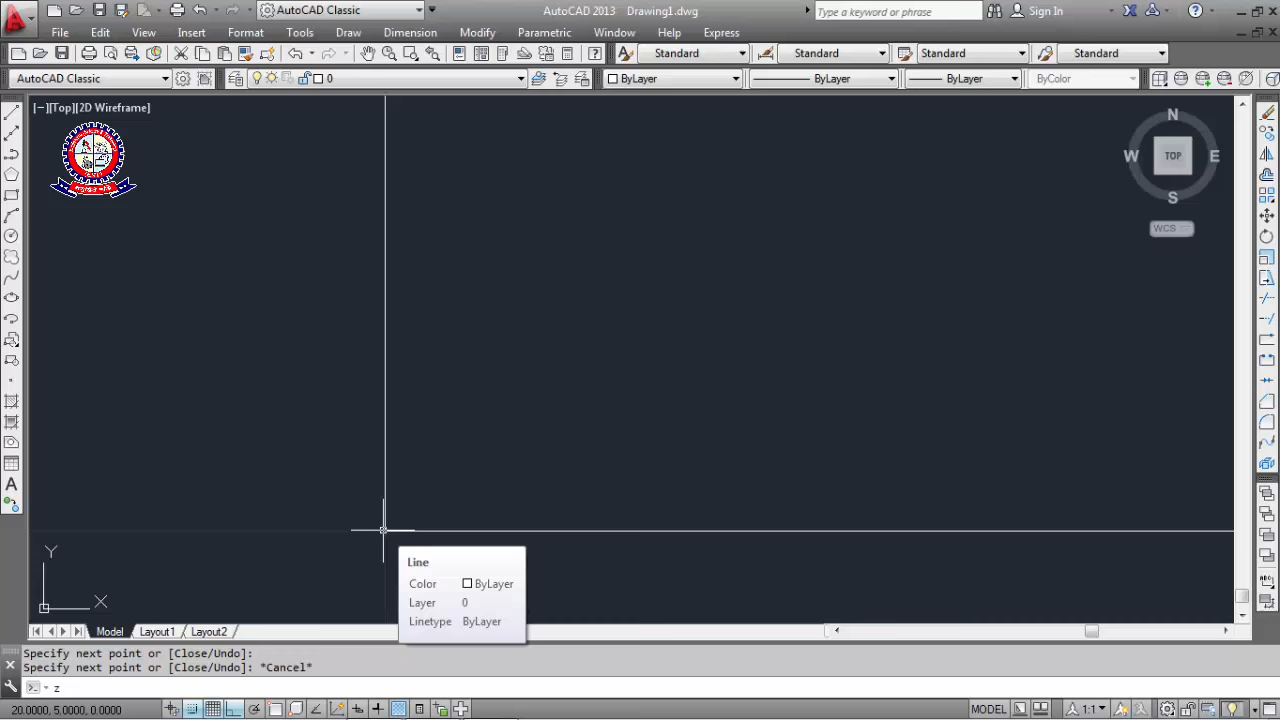 AutoCAD Classic
AutoCAD 2013 Drawing1.dwg
Type a keyword or phrase
Sign In
File Edit View Insert Format Tools Draw Dimension Modify Parametric Window Help Express
Standard Standard Standard Standard
AutoCAD Classic 0 ByLayer ByLayer ByLayer ByColor
[−][Top][2D Wireframe]
N
W TOP E
S
WCS
Line
Color ByLayer
Layer 0
Linetype ByLayer
Y
X
Model Layout1 Layout2
Specify next point or [Close/Undo]:
Specify next point or [Close/Undo]: *Cancel*
z
20.0000, 5.0000, 0.0000 MODEL 1:1